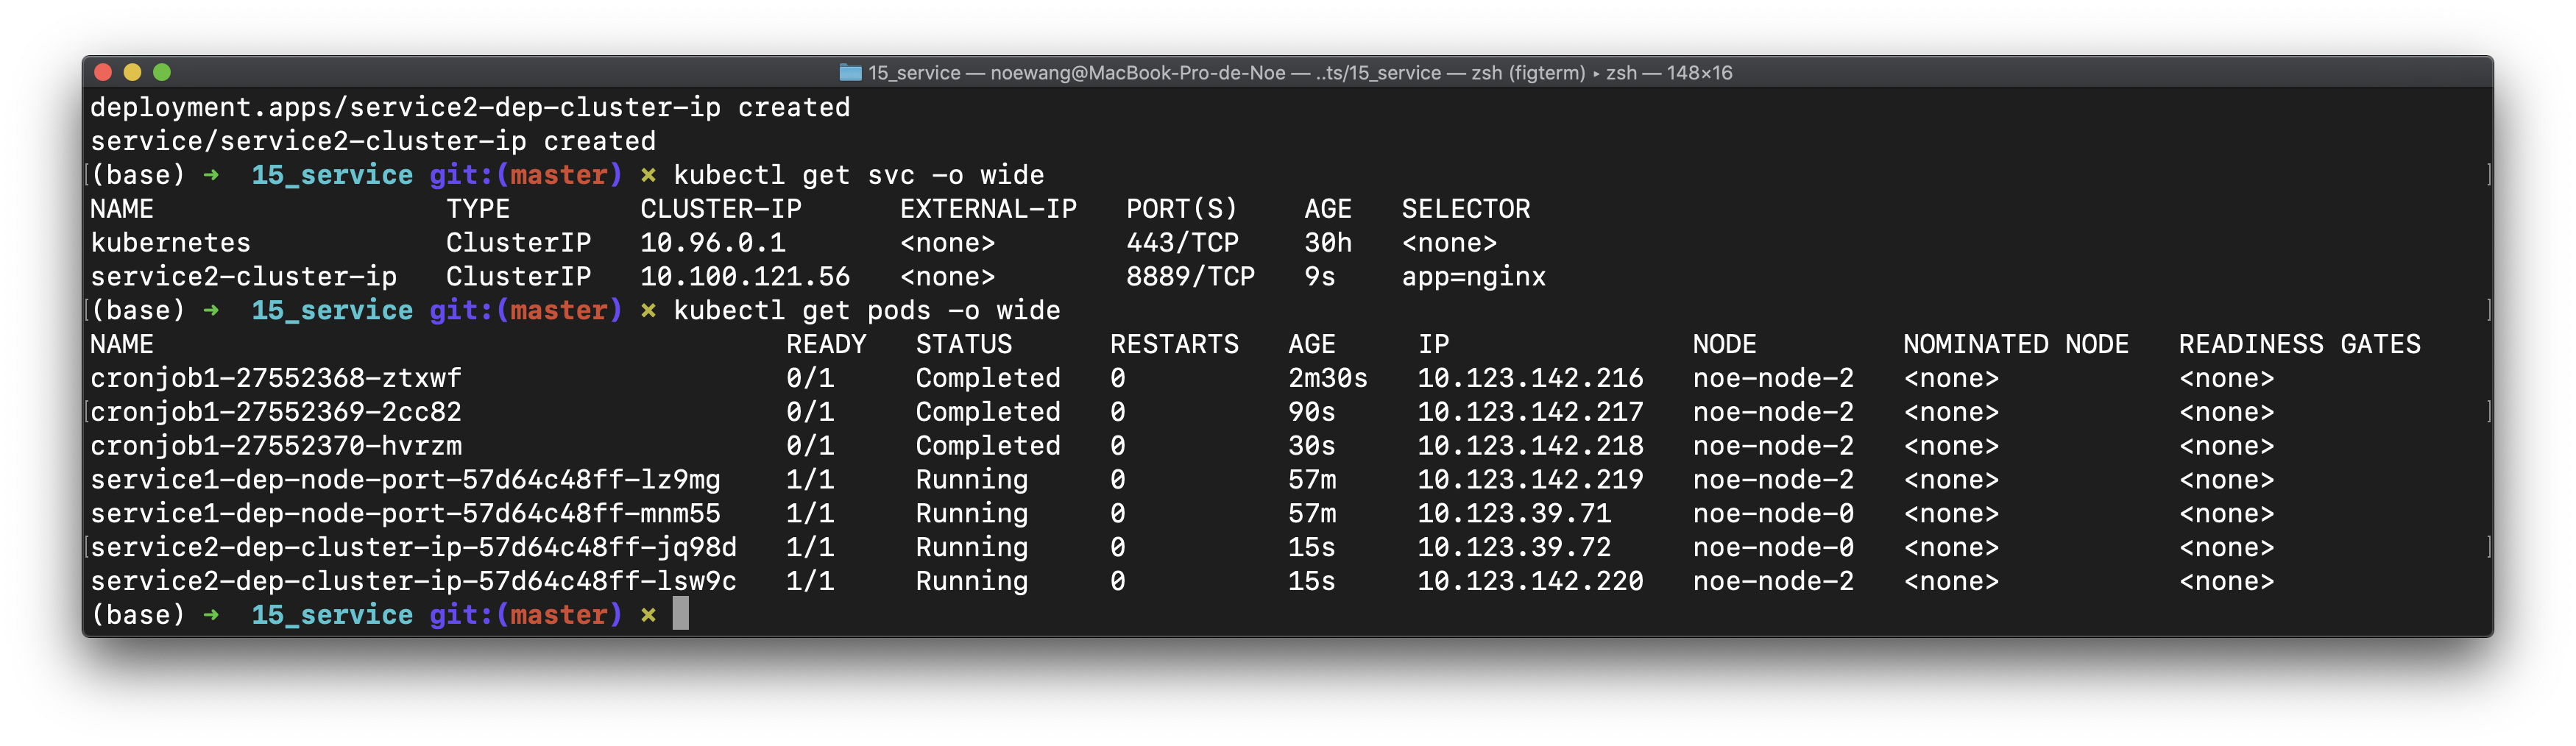 15_service — noewang@MacBook-Pro-de-Noe — ..ts/15_service — zsh (figterm) ▸ zsh — 148×16
deployment.apps/service2-dep-cluster-ip created
service/service2-cluster-ip created
(base) ➜  15_service git:(master) × kubectl get svc -o wide
NAME                  TYPE        CLUSTER-IP      EXTERNAL-IP   PORT(S)    AGE   SELECTOR
kubernetes            ClusterIP   10.96.0.1       <none>        443/TCP    30h   <none>
service2-cluster-ip   ClusterIP   10.100.121.56   <none>        8889/TCP   9s    app=nginx
(base) ➜  15_service git:(master) × kubectl get pods -o wide
NAME                                       READY   STATUS      RESTARTS   AGE     IP               NODE         NOMINATED NODE   READINESS GATES
cronjob1-27552368-ztxwf                    0/1     Completed   0          2m30s   10.123.142.216   noe-node-2   <none>           <none>
cronjob1-27552369-2cc82                    0/1     Completed   0          90s     10.123.142.217   noe-node-2   <none>           <none>
cronjob1-27552370-hvrzm                    0/1     Completed   0          30s     10.123.142.218   noe-node-2   <none>           <none>
service1-dep-node-port-57d64c48ff-lz9mg    1/1     Running     0          57m     10.123.142.219   noe-node-2   <none>           <none>
service1-dep-node-port-57d64c48ff-mnm55    1/1     Running     0          57m     10.123.39.71     noe-node-0   <none>           <none>
service2-dep-cluster-ip-57d64c48ff-jq98d   1/1     Running     0          15s     10.123.39.72     noe-node-0   <none>           <none>
service2-dep-cluster-ip-57d64c48ff-lsw9c   1/1     Running     0          15s     10.123.142.220   noe-node-2   <none>           <none>
(base) ➜  15_service git:(master) ×